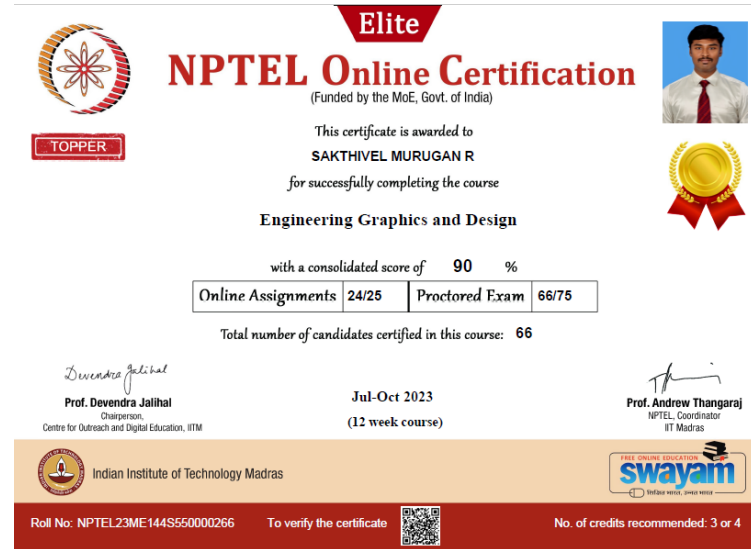 Elite
NPTEL Online Certification
(Funded by the MoE, Govt. of India)
TOPPER
This certificate is awarded to
SAKTHIVEL MURUGAN R
for successfully completing the course
Engineering Graphics and Design
with a consolidated score of 90 %
Online Assignments 24/25 Proctored Exam 66/75
Total number of candidates certified in this course: 66
Devendra Jalihal
Prof. Devendra Jalihal
Chairperson,
Centre for Outreach and Digital Education, IITM
Jul-Oct 2023
(12 week course)
Prof. Andrew Thangaraj
NPTEL, Coordinator
IIT Madras
Indian Institute of Technology Madras
FREE ONLINE EDUCATION
swayam
शिक्षित भारत, उन्नत भारत
Roll No: NPTEL23ME144S550000266
To verify the certificate
No. of credits recommended: 3 or 4